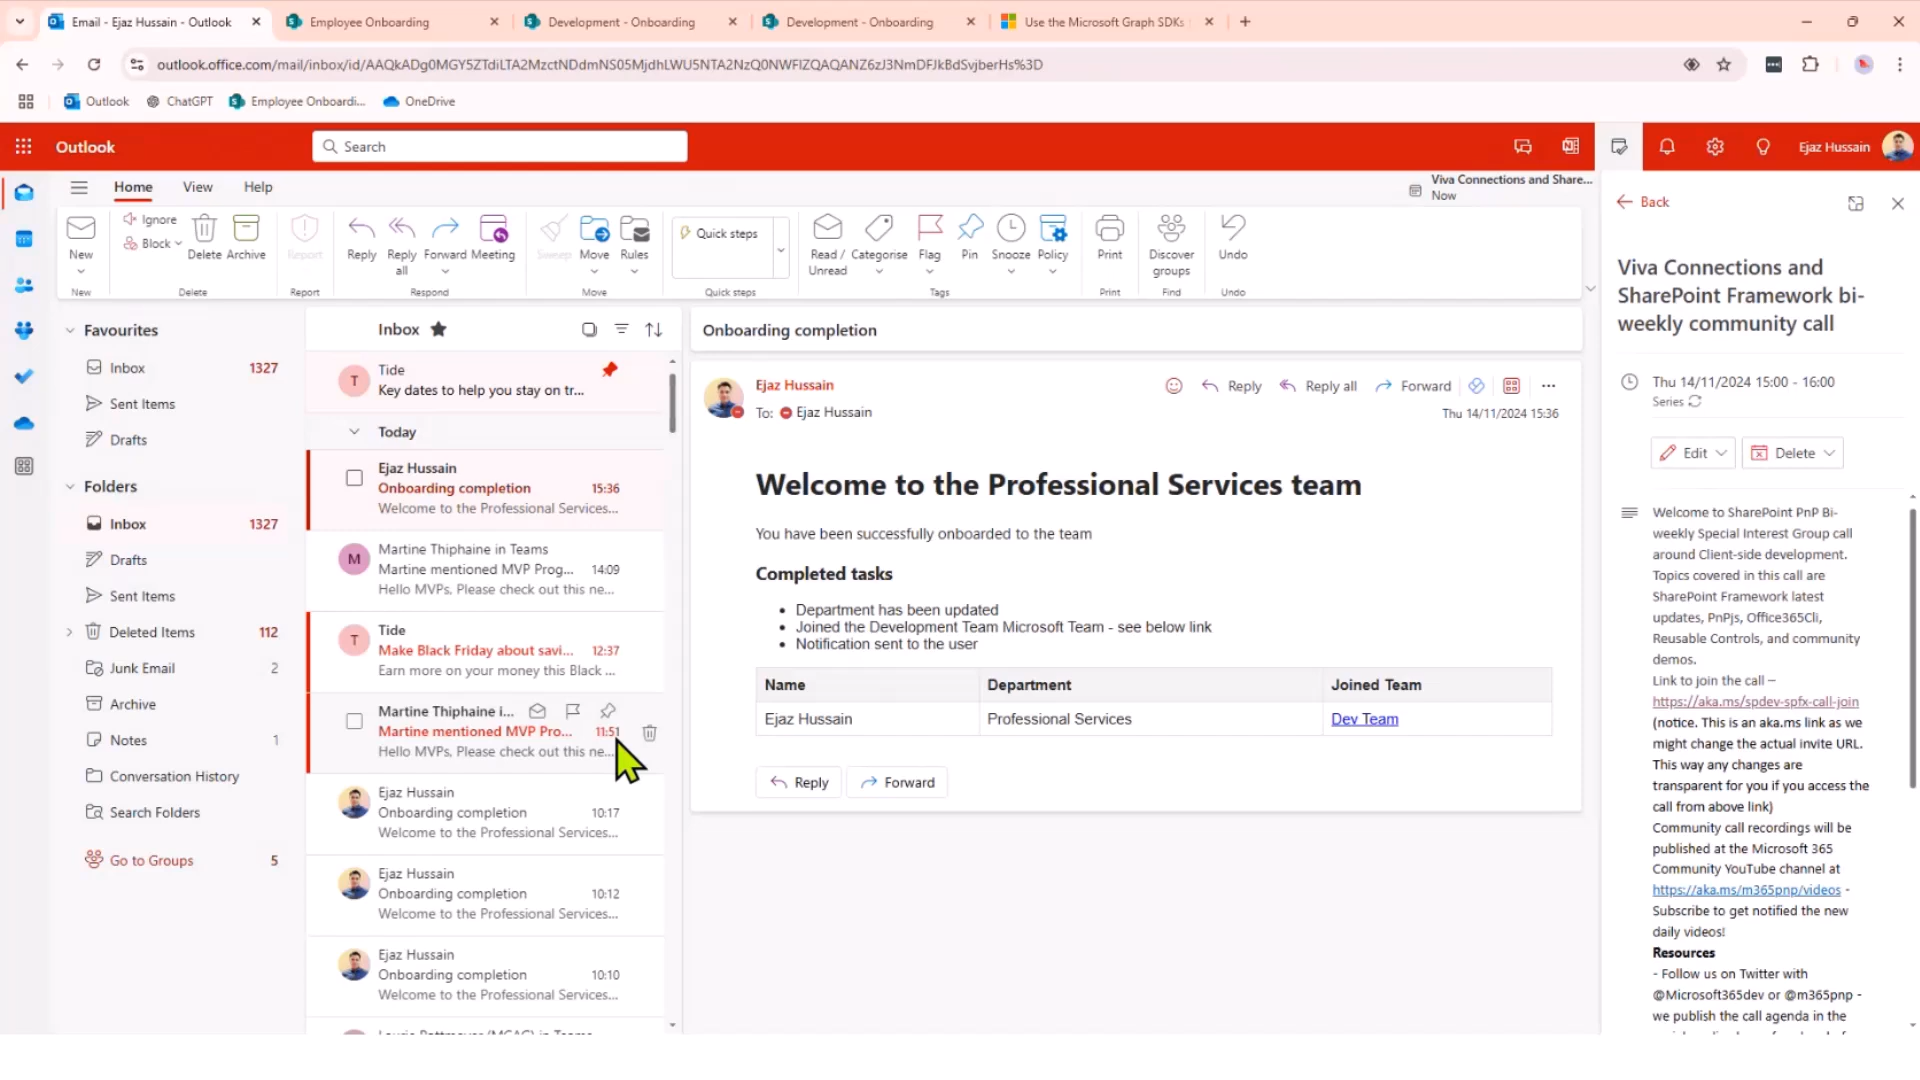 Email - Ejaz Hussain - Outlook
Employee Onboarding
Development - Onboarding
Development - Onboarding
Use the Microsoft Graph SDKs
outlook.office.com/mail/inbox/id/AAQkADg0MGY5ZTdiLTA2MzctNDdmNS05MjdhLWU5NTA2NzQ0NWFlZQAQANZ6zJ3NmDFJkBdSvjberHs%3D
Outlook
ChatGPT
Employee Onboardi...
OneDrive
Outlook
Search
Ejaz Hussain
Home
View
Help
Viva Connections and Share...
Now
New
Ignore
Block
Delete
Archive
Report
Reply
Reply all
Forward
Meeting
Sweep
Move
Rules
Quick steps
Read / Unread
Categorise
Flag
Pin
Snooze
Policy
Print
Discover groups
Undo
New
Delete
Report
Respond
Move
Quick steps
Tags
Print
Find
Undo
Favourites
Inbox 1327
Sent Items
Drafts
Folders
Inbox 1327
Drafts
Sent Items
Deleted Items 112
Junk Email 2
Archive
Notes 1
Conversation History
Search Folders
Go to Groups 5
Inbox
T
Tide
Key dates to help you stay on tr...
Today
Ejaz Hussain
Onboarding completion 15:36
Welcome to the Professional Services...
M
Martine Thiphaine in Teams
Martine mentioned MVP Prog... 14:09
Hello MVPs, Please check out this ne...
T
Tide
Make Black Friday about savi... 12:37
Earn more on your money this Black ...
Martine Thiphaine i...
Martine mentioned MVP Pro... 11:51
Hello MVPs, Please check out this ne...
Ejaz Hussain
Onboarding completion 10:17
Welcome to the Professional Services...
Ejaz Hussain
Onboarding completion 10:12
Welcome to the Professional Services...
Ejaz Hussain
Onboarding completion 10:10
Welcome to the Professional Services...
Onboarding completion
Ejaz Hussain
To: Ejaz Hussain
Reply
Reply all
Forward
Thu 14/11/2024 15:36
Welcome to the Professional Services team
You have been successfully onboarded to the team
Completed tasks
• Department has been updated
• Joined the Development Team Microsoft Team - see below link
• Notification sent to the user
Name Department Joined Team
Ejaz Hussain Professional Services Dev Team
Reply
Forward
Back
Viva Connections and
SharePoint Framework bi-
weekly community call
Thu 14/11/2024 15:00 - 16:00
Series
Edit
Delete
Welcome to SharePoint PnP Bi-
weekly Special Interest Group call
around Client-side development.
Topics covered in this call are
SharePoint Framework latest
updates, PnPjs, Office365Cli,
Reusable Controls, and community
demos.
Link to join the call –
https://aka.ms/spdev-spfx-call-join
(notice. This is an aka.ms link as we
might change the actual invite URL.
This way any changes are
transparent for you if you access the
call from above link)
Community call recordings will be
published at the Microsoft 365
Community YouTube channel at
https://aka.ms/m365pnp/videos -
Subscribe to get notified the new
daily videos!
Resources
- Follow us on Twitter with
@Microsoft365dev or @m365pnp -
we publish the call agenda in the